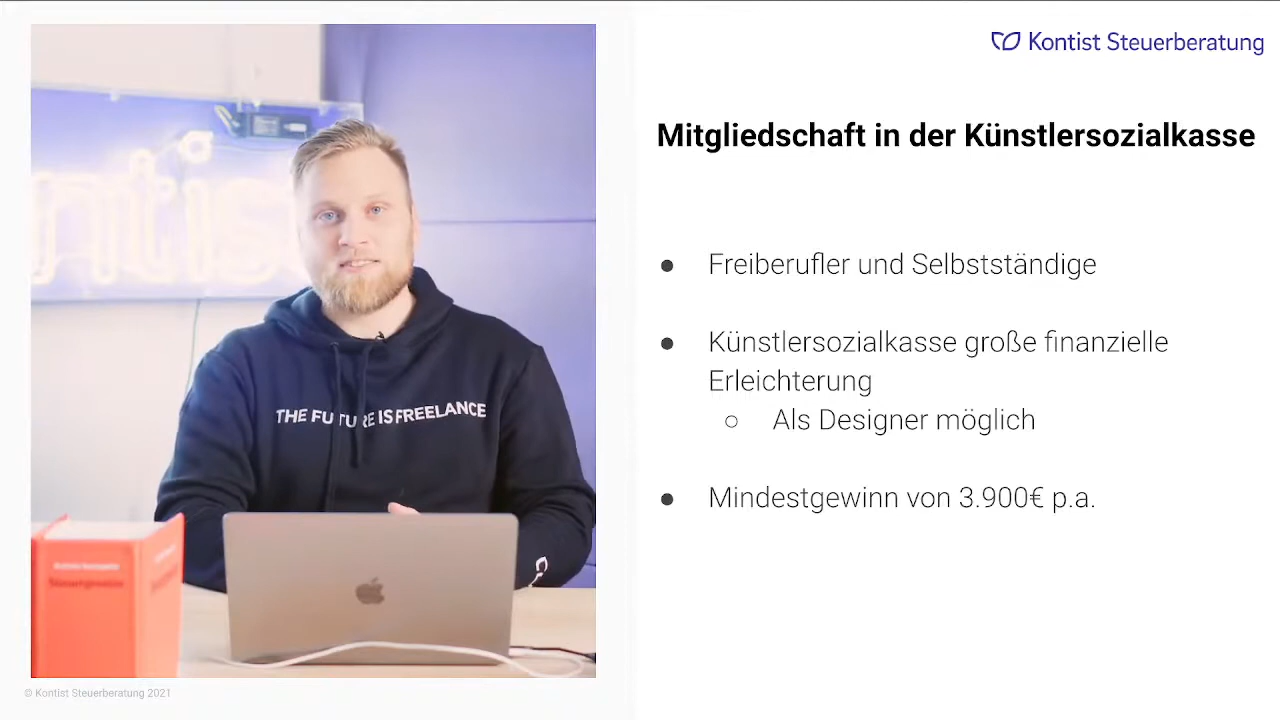 Kontist Steuerberatung
Mitgliedschaft in der Künstlersozialkasse
● Freiberufler und Selbstständige
● Künstlersozialkasse große finanzielle
Erleichterung
○ Als Designer möglich
● Mindestgewinn von 3.900€ p.a.
THE FUTURE IS FREELANCE
Steuergesetze
© Kontist Steuerberatung 2021